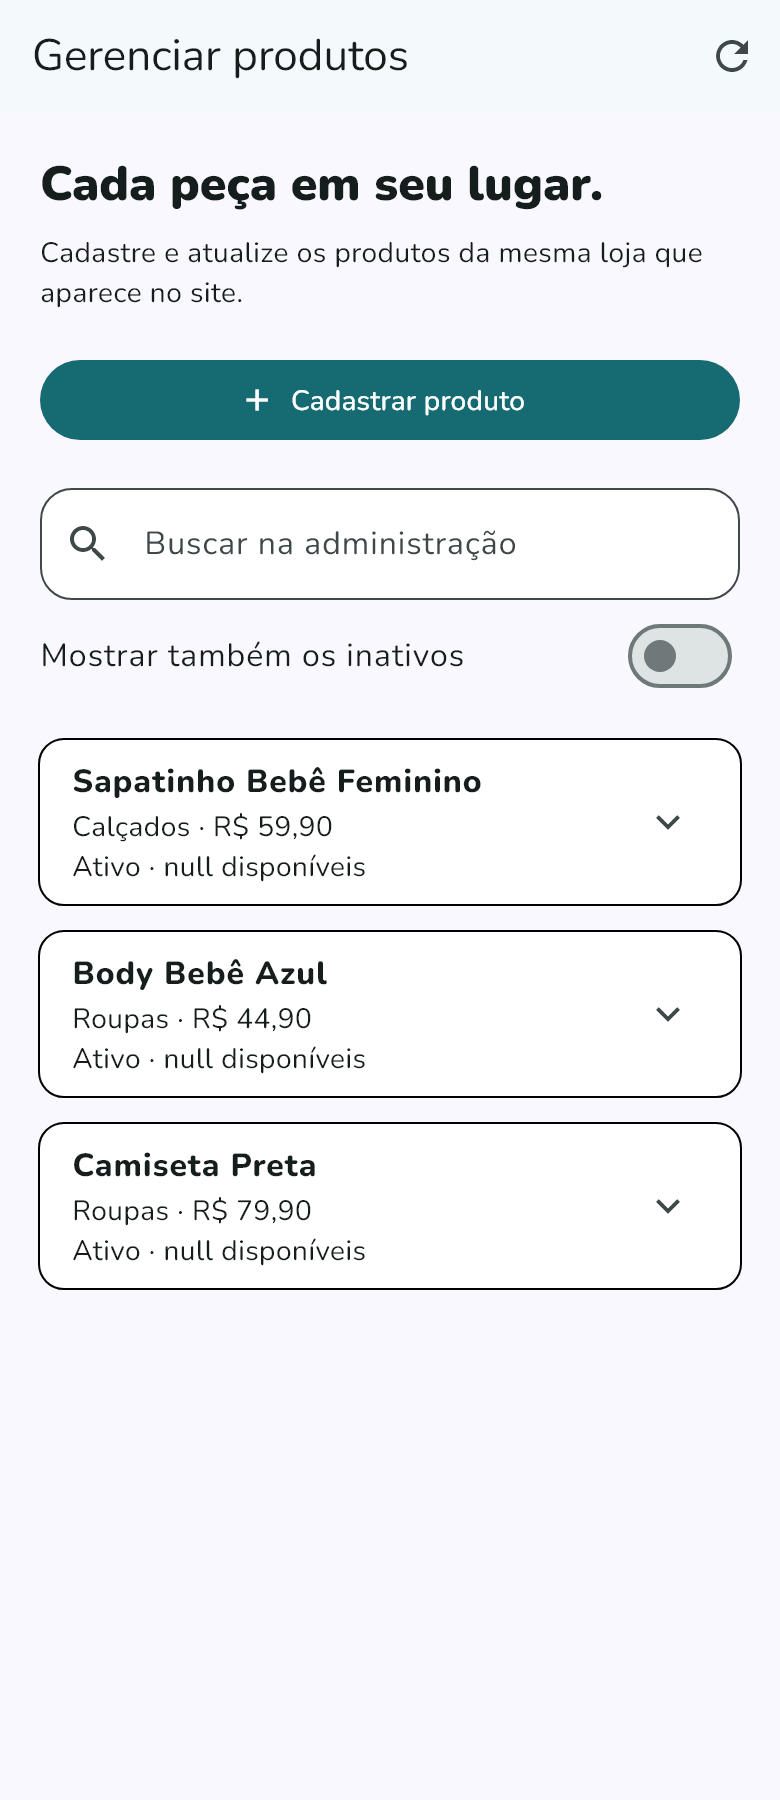 Gerenciar produtos
Cada peça em seu lugar.
Cadastre e atualize os produtos da mesma loja que
aparece no site.
Cadastrar produto
Buscar na administração
Mostrar também os inativos
Sapatinho Bebê Feminino
Calçados · R$ 59,90
Ativo · null disponíveis
Body Bebê Azul
Roupas · R$ 44,90
Ativo · null disponíveis
Camiseta Preta
Roupas · R$ 79,90
Ativo · null disponíveis